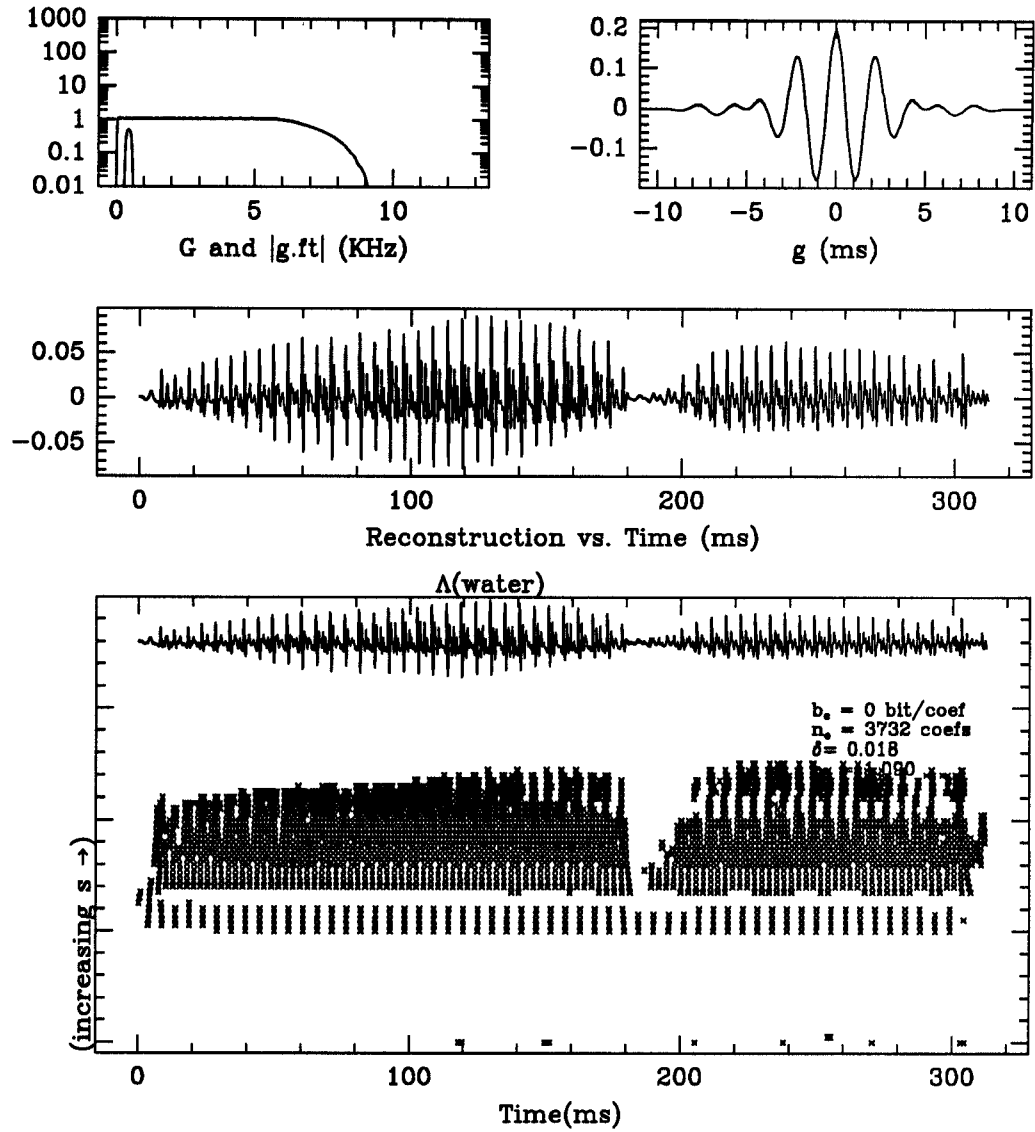 1000
100
10
1
0.1
0.01
0 5 10
G and |g.ft| (KHz)
0.2
0.1
0
−0.1
−10 −5 0 5 10
g (ms)
0.05
0
−0.05
0 100 200 300
Reconstruction vs. Time (ms)
Λ(water)
b = 0 bit/coef
n = 3732 coefs
δ= 0.018
1.090
(increasing s →)
0 100 200 300
Time(ms)